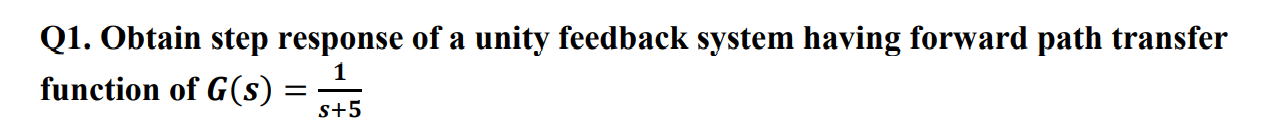 Q1. Obtain step response of a unity feedback system having forward path transfer
function of G(s) = 1/(s+5)